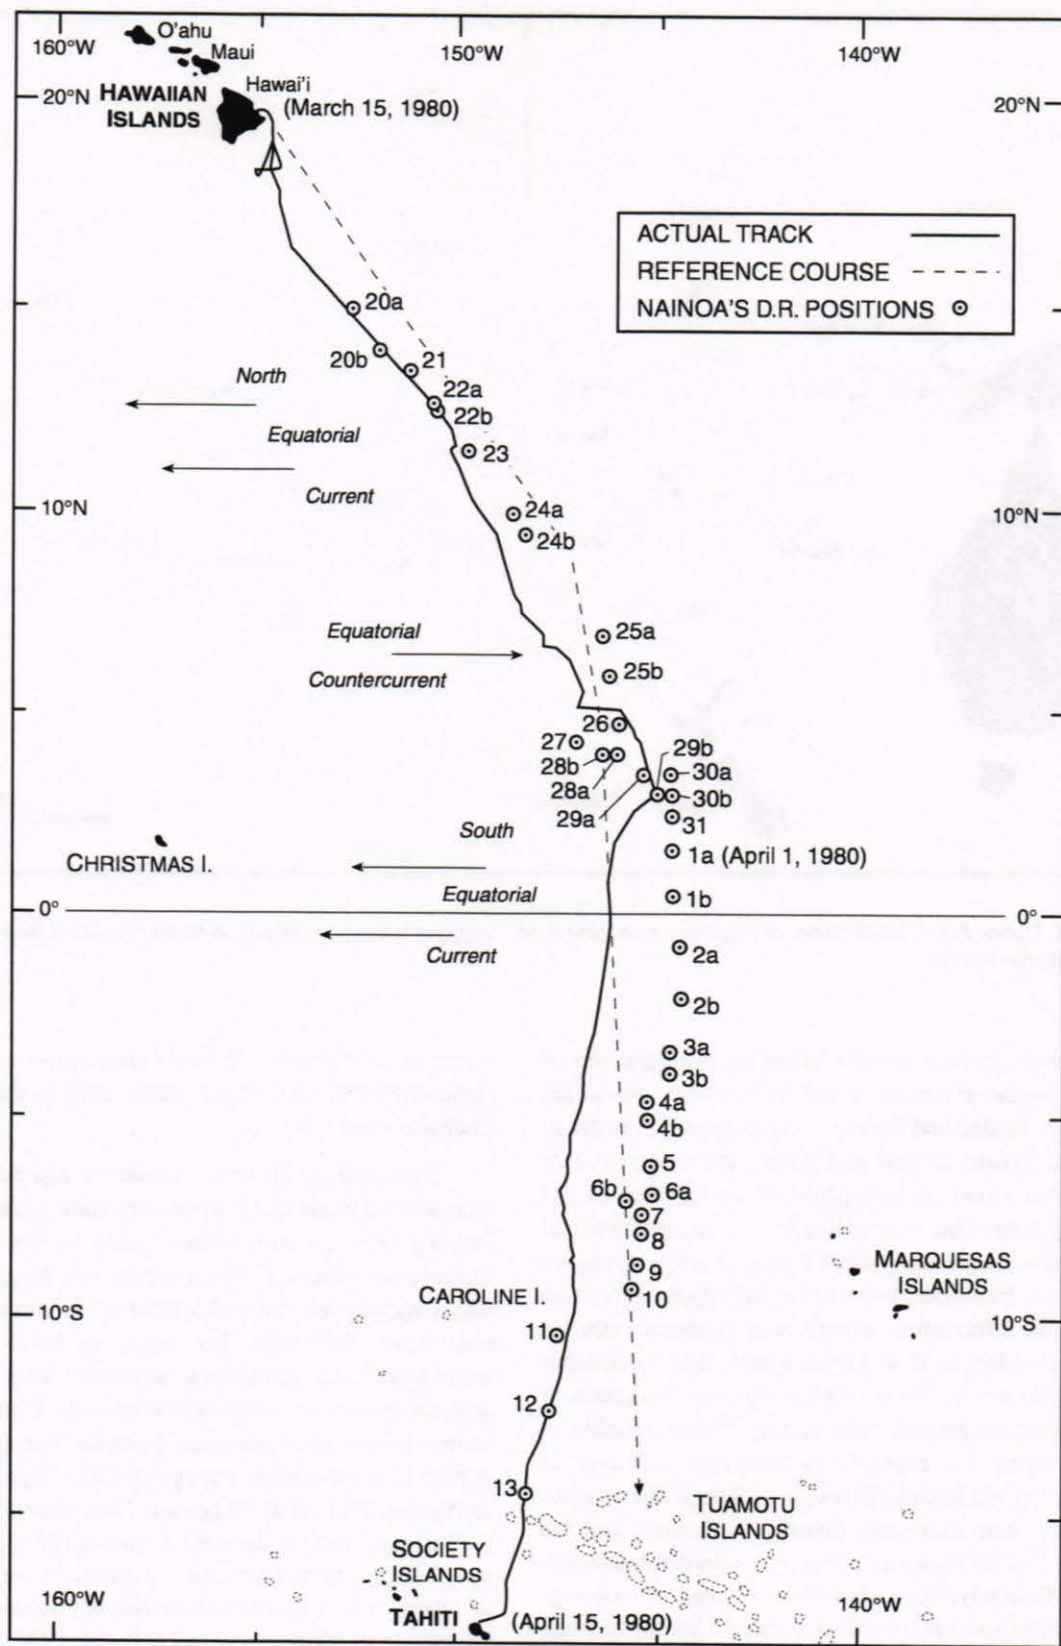 160°W
O'ahu
Maui
150°W
140°W
Hawai'i
HAWAIIAN
ISLANDS
(March 15, 1980)
20°N
20°N
ACTUAL TRACK
REFERENCE COURSE
NAINOA'S D.R. POSITIONS
20a
20b
21
22a
22b
North
Equatorial
Current
23
10°N
24a
10°N
24b
Equatorial
Countercurrent
25a
25b
26
27
28b
28a
29a
29b
30a
30b
31
South
Equatorial
Current
CHRISTMAS I.
1a (April 1, 1980)
1b
0°
0°
2a
2b
3a
3b
4a
4b
5
6b
6a
7
8
9
10
MARQUESAS
ISLANDS
CAROLINE I.
10°S
11
10°S
12
13
TUAMOTU
ISLANDS
SOCIETY
ISLANDS
160°W
TAHITI
(April 15, 1980)
140°W